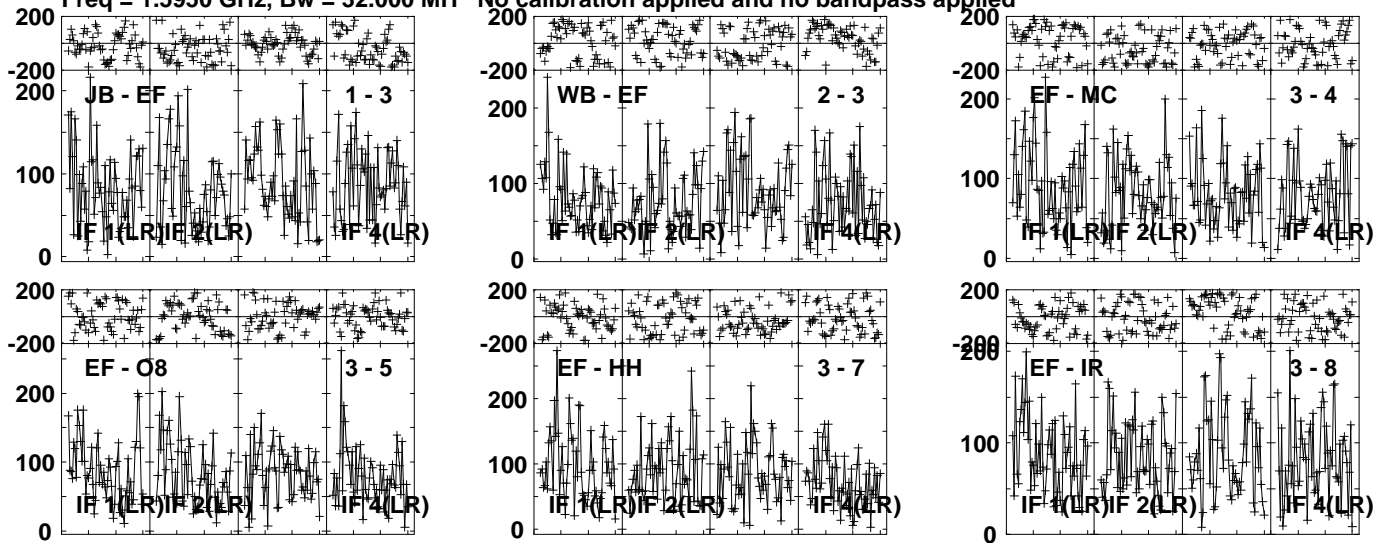 Freq = 1.5950 GHz, Bw = 32.000 MH No calibration applied and no bandpass applied
200
-200
200
100
0
JB - EF 1 - 3
IF 1(LR) IF 2(LR) IF 4(LR)
200
-200
200
100
0
WB - EF 2 - 3
IF 1(LR) IF 2(LR) IF 4(LR)
200
-200
200
100
0
EF - MC 3 - 4
IF 1(LR) IF 2(LR) IF 4(LR)
200
-200
200
100
0
EF - O8 3 - 5
IF 1(LR) IF 2(LR) IF 4(LR)
200
-200
200
100
0
EF - HH 3 - 7
IF 1(LR) IF 2(LR) IF 4(LR)
200
-200
200
100
0
EF - IR 3 - 8
IF 1(LR) IF 2(LR) IF 4(LR)